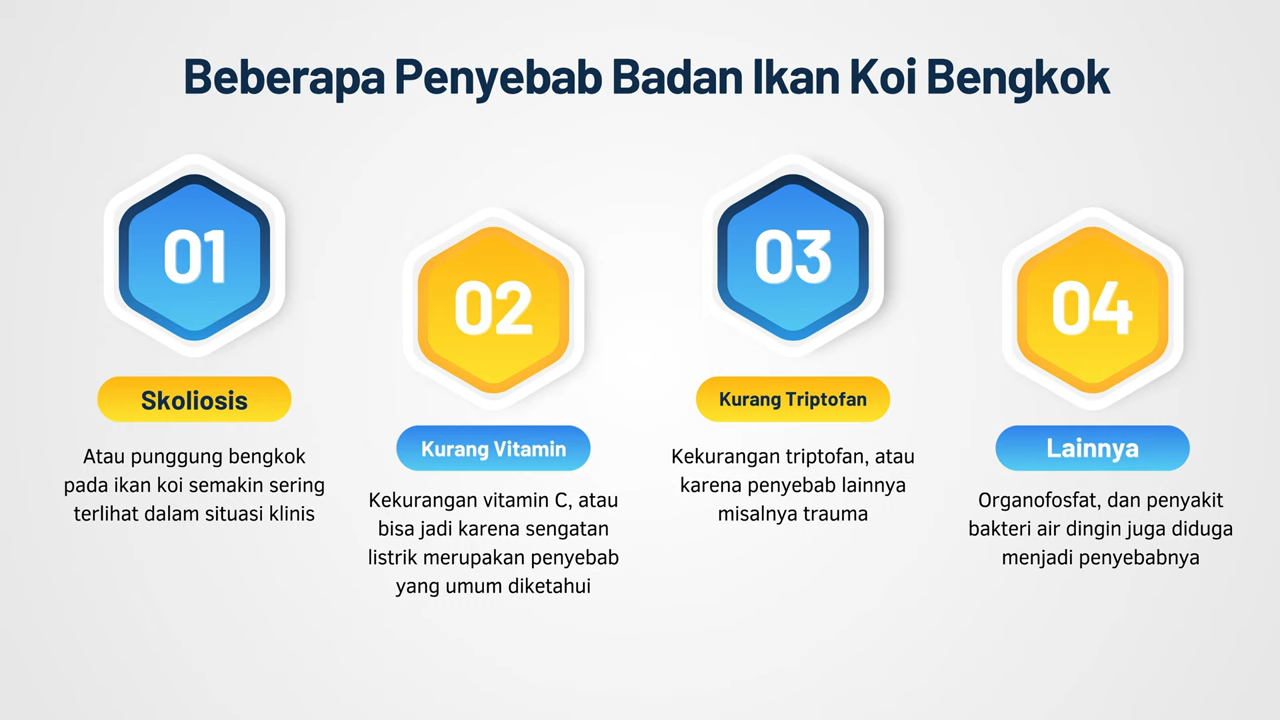 Beberapa Penyebab Badan Ikan Koi Bengkok
01
Skoliosis
Atau punggung bengkok
pada ikan koi semakin sering
terlihat dalam situasi klinis
02
Kurang Vitamin
Kekurangan vitamin C, atau
bisa jadi karena sengatan
listrik merupakan penyebab
yang umum diketahui
03
Kurang Triptofan
Kekurangan triptofan, atau
karena penyebab lainnya
misalnya trauma
04
Lainnya
Organofosfat, dan penyakit
bakteri air dingin juga diduga
menjadi penyebabnya